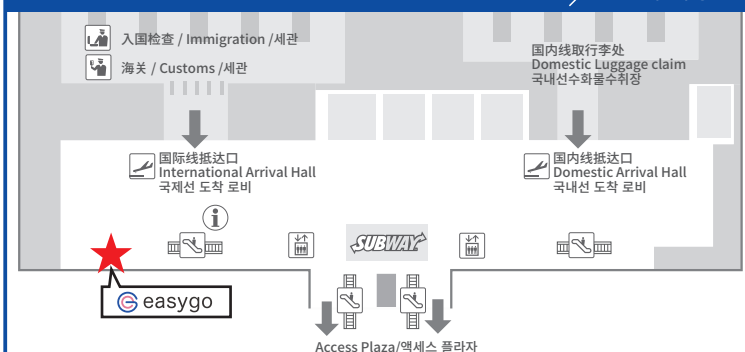 入国检查 / Immigration /세관
海关 / Customs /세관
国内线取行李处
Domestic Luggage claim
국내선수화물수취장
国际线抵达口
International Arrival Hall
국제선 도착 로비
国内线抵达口
Domestic Arrival Hall
국내선 도착 로비
SUBWAY
easygo
Access Plaza/액세스 플라자